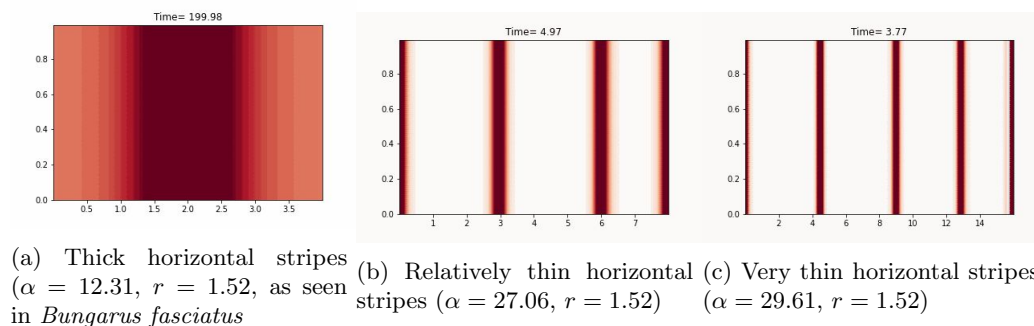 Time= 199.98
0.8
0.6
0.4
0.2
0.0
0.5 1.0 1.5 2.0 2.5 3.0 3.5
(a) Thick horizontal stripes
(α = 12.31, r = 1.52, as seen
in Bungarus fasciatus
Time= 4.97
0.8
0.6
0.4
0.2
0.0
1 2 3 4 5 6 7
(b) Relatively thin horizontal
stripes (α = 27.06, r = 1.52)
Time= 3.77
0.8
0.6
0.4
0.2
0.0
2 4 6 8 10 12 14
(c) Very thin horizontal stripes
(α = 29.61, r = 1.52)